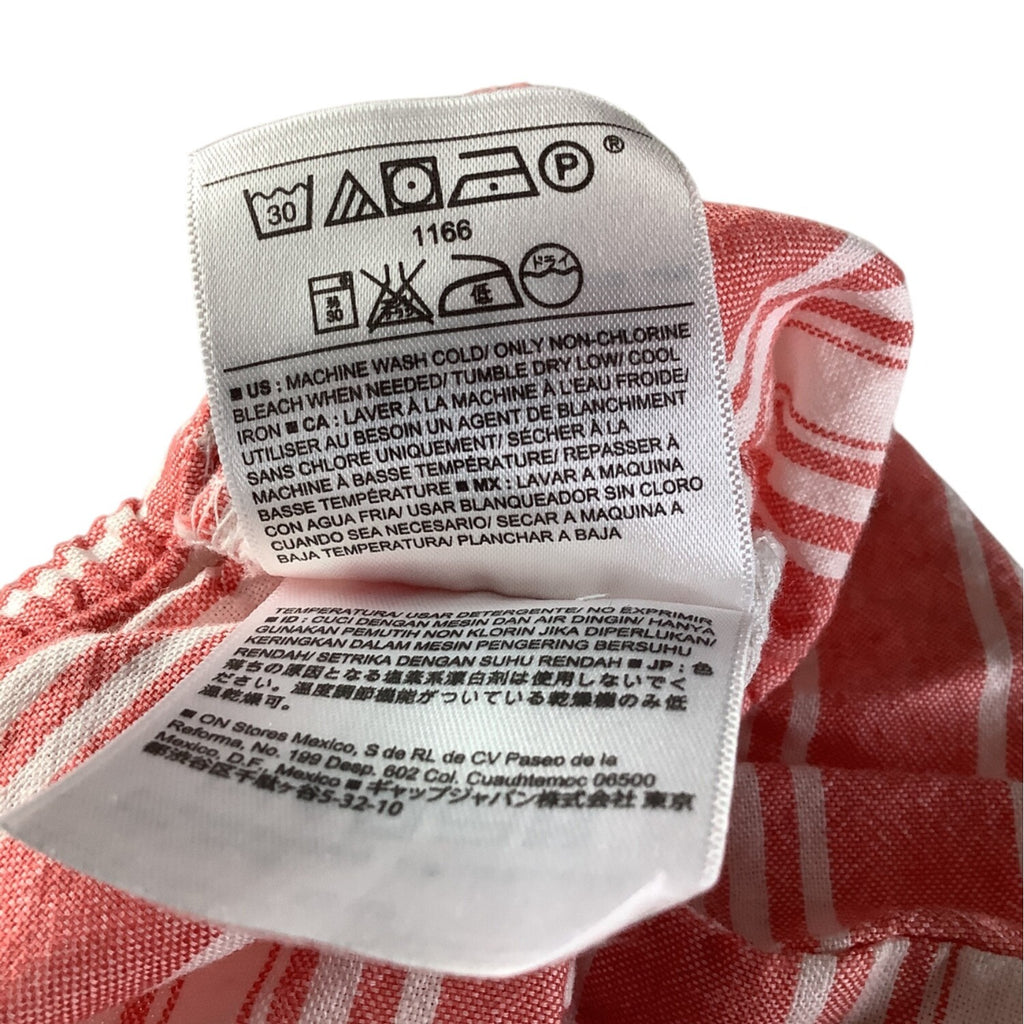 30 P ®
1166
30 低 ドライ
■ US : MACHINE WASH COLD/ ONLY NON-CHLORINE
BLEACH WHEN NEEDED/ TUMBLE DRY LOW/ COOL
IRON ■ CA : LAVER À LA MACHINE À L'EAU FROIDE/
UTILISER AU BESOIN UN AGENT DE BLANCHIMENT
SANS CHLORE UNIQUEMENT/ SÉCHER À LA
MACHINE À BASSE TEMPÉRATURE/ REPASSER À
BASSE TEMPÉRATURE ■ MX : LAVAR A MAQUINA
CON AGUA FRIA/ USAR BLANQUEADOR SIN CLORO
CUANDO SEA NECESARIO/ SECAR A MAQUINA A
BAJA TEMPERATURA/ PLANCHAR A BAJA
TEMPERATURA/ USAR DETERGENTE/ NO EXPRIMIR
■ ID : CUCI DENGAN MESIN DAN AIR DINGIN/ HANYA
GUNAKAN PEMUTIH NON KLORIN JIKA DIPERLUKAN/
KERINGKAN DALAM MESIN PENGERING BERSUHU
RENDAH/ SETRIKA DENGAN SUHU RENDAH ■ JP : 色
落ちの原因となる塩素系漂白剤は使用しないでく
ださい。温度調節機能がついている乾燥機のみ低
温乾燥可。
■ ON Stores Mexico, S de RL de CV Paseo de la
Reforma, No. 199 Desp. 602 Col. Cuauhtemoc 06500
Mexico, D.F., Mexico ■ ギャップジャパン株式会社 東京
都渋谷区千駄ヶ谷5-32-10